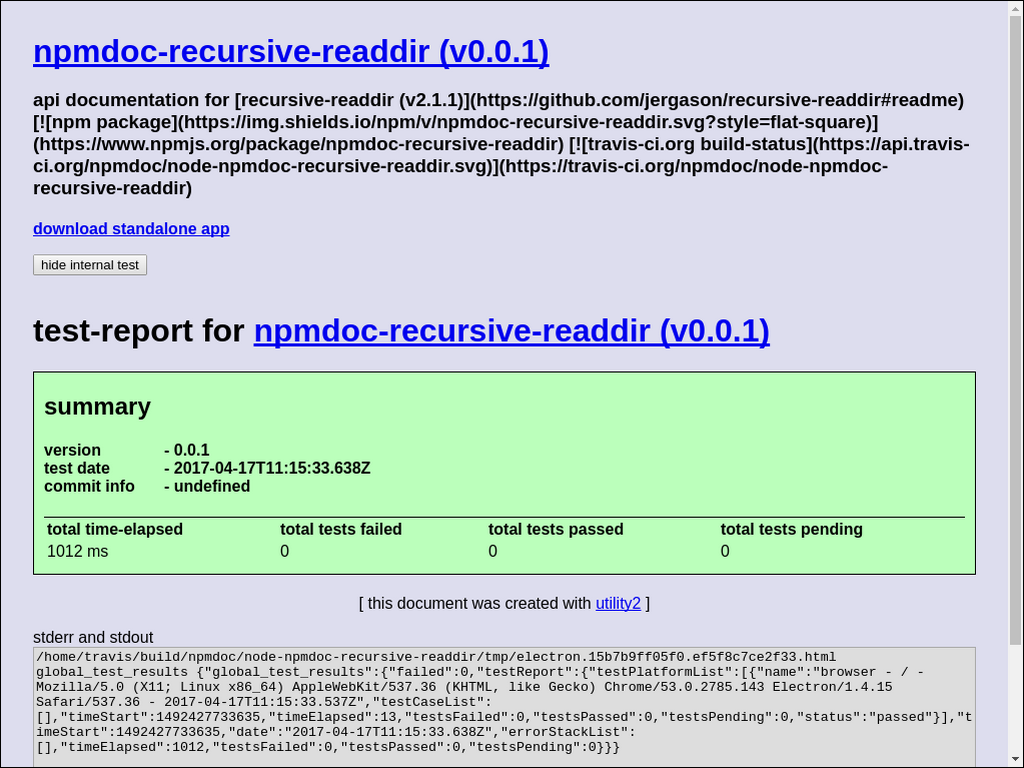 npmdoc-recursive-readdir (v0.0.1)
api documentation for [recursive-readdir (v2.1.1)](https://github.com/jergason/recursive-readdir#readme)
[![npm package](https://img.shields.io/npm/v/npmdoc-recursive-readdir.svg?style=flat-square)]
(https://www.npmjs.org/package/npmdoc-recursive-readdir) [![travis-ci.org build-status](https://api.travis-
ci.org/npmdoc/node-npmdoc-recursive-readdir.svg)](https://travis-ci.org/npmdoc/node-npmdoc-
recursive-readdir)
download standalone app
hide internal test
test-report for npmdoc-recursive-readdir (v0.0.1)
summary
version - 0.0.1
test date - 2017-04-17T11:15:33.638Z
commit info - undefined
total time-elapsed total tests failed total tests passed total tests pending
1012 ms 0 0 0
[ this document was created with utility2 ]
stderr and stdout
/home/travis/build/npmdoc/node-npmdoc-recursive-readdir/tmp/electron.15b7b9ff05f0.ef5f8c7ce2f33.html
global_test_results {"global_test_results":{"failed":0,"testReport":{"testPlatformList":[{"name":"browser - / -
Mozilla/5.0 (X11; Linux x86_64) AppleWebKit/537.36 (KHTML, like Gecko) Chrome/53.0.2785.143 Electron/1.4.15
Safari/537.36 - 2017-04-17T11:15:33.537Z","testCaseList":
[],"timeStart":1492427733635,"timeElapsed":13,"testsFailed":0,"testsPassed":0,"testsPending":0,"status":"passed"}],"t
imeStart":1492427733635,"date":"2017-04-17T11:15:33.638Z","errorStackList":
[],"timeElapsed":1012,"testsFailed":0,"testsPassed":0,"testsPending":0}}}